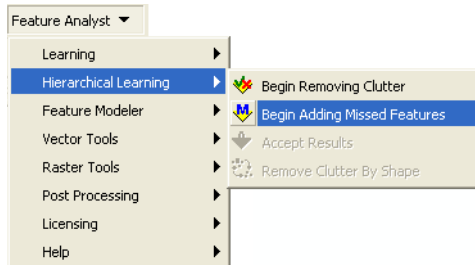 Feature Analyst
Learning
Hierarchical Learning
Feature Modeler
Vector Tools
Raster Tools
Post Processing
Licensing
Help
Begin Removing Clutter
M
Begin Adding Missed Features
Accept Results
Remove Clutter By Shape